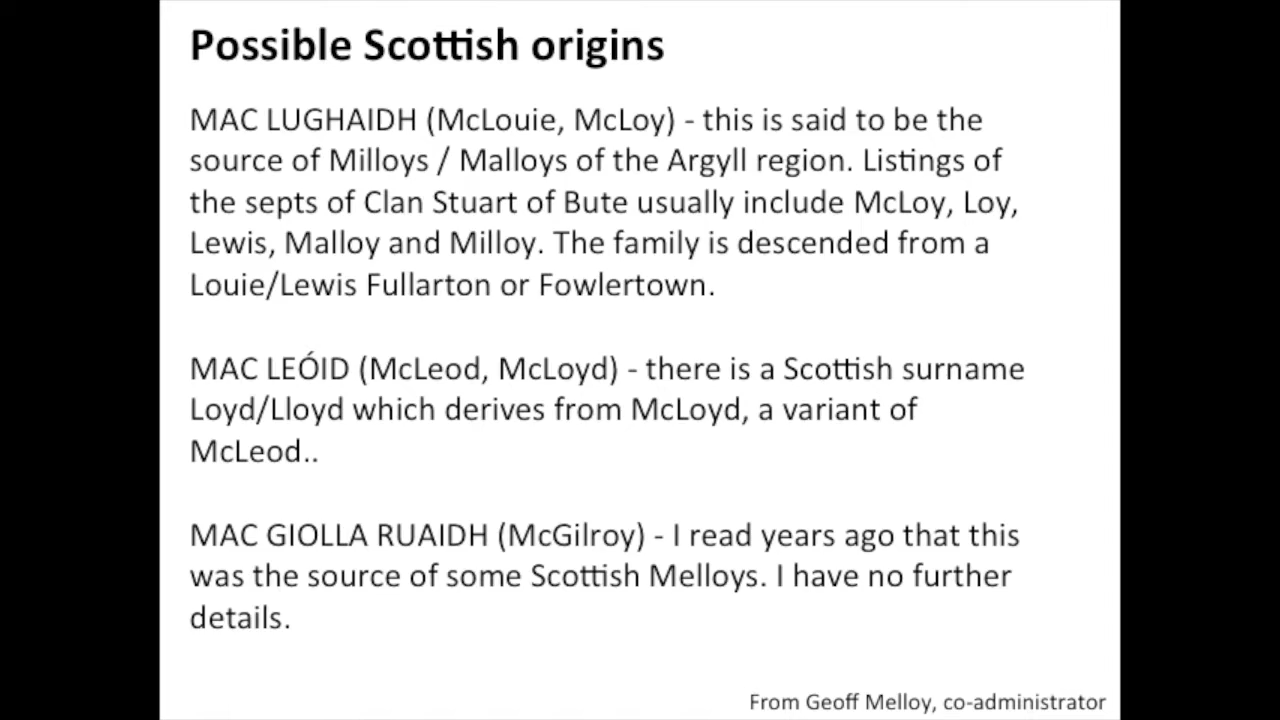 Possible Scottish origins
MAC LUGHAIDH (McLouie, McLoy) - this is said to be the
source of Milloys / Malloys of the Argyll region. Listings of
the septs of Clan Stuart of Bute usually include McLoy, Loy,
Lewis, Malloy and Milloy. The family is descended from a
Louie/Lewis Fullarton or Fowlertown.
MAC LEÓID (McLeod, McLoyd) - there is a Scottish surname
Loyd/Lloyd which derives from McLoyd, a variant of
McLeod..
MAC GIOLLA RUAIDH (McGilroy) - I read years ago that this
was the source of some Scottish Melloys. I have no further
details.
From Geoff Melloy, co-administrator